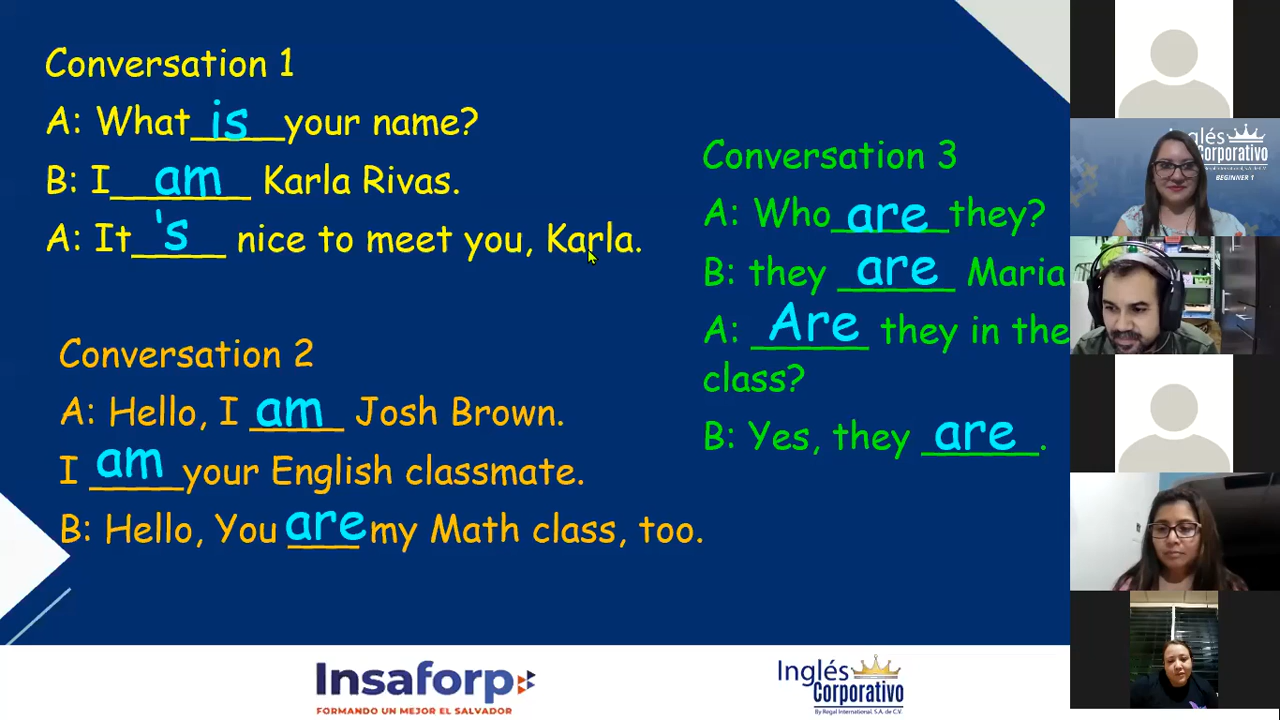 Conversation 1
A: What is your name?
B: I am Karla Rivas.
A: It 's nice to meet you, Karla.
Conversation 2
A: Hello, I am Josh Brown.
I am your English classmate.
B: Hello, You are my Math class, too.
Conversation 3
A: Who are they?
B: they are Maria
A: Are they in the
class?
B: Yes, they are.
Insaforp
FORMANDO UN MEJOR EL SALVADOR
Inglés
Corporativo
By Regal International, S.A. de C.V.
Inglés
Corporativo
BEGINNER 1